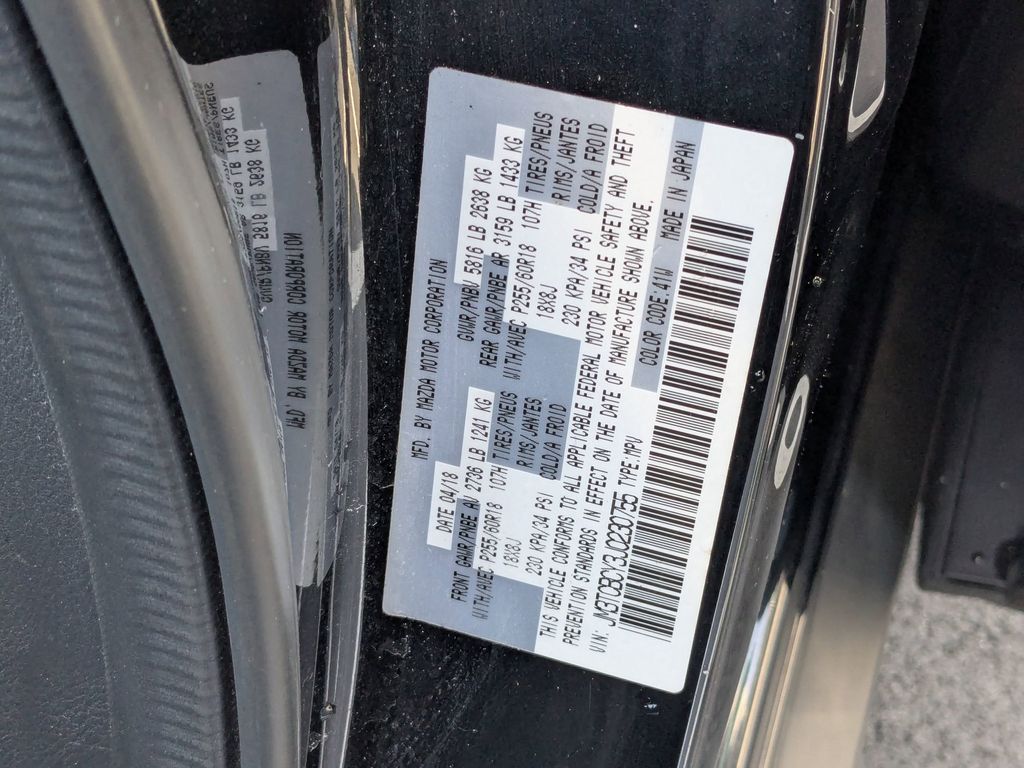 MFD. BY MAZDA MOTOR CORPORATION
DATE 04/18 GVWR/PNBV 5816 LB 2638 KG
FRONT GAWR/PNBE AV 2736 LB 1241 KG REAR GAWR/PNBE AR 3159 LB 1433 KG
WITH/AVEC P255/60R18 107H TIRES/PNEUS WITH/AVEC P255/60R18 107H TIRES/PNEUS
18X8J RIMS/JANTES 18X8J RIMS/JANTES
230 KPA/34 PSI COLD/A FROID 230 KPA/34 PSI COLD/A FROID
THIS VEHICLE CONFORMS TO ALL APPLICABLE FEDERAL MOTOR VEHICLE SAFETY AND THEFT
PREVENTION STANDARDS IN EFFECT ON THE DATE OF MANUFACTURE SHOWN ABOVE.
VIN: JM3TCBCY3J0230755 TYPE:MPV COLOR CODE:41W MADE IN JAPAN